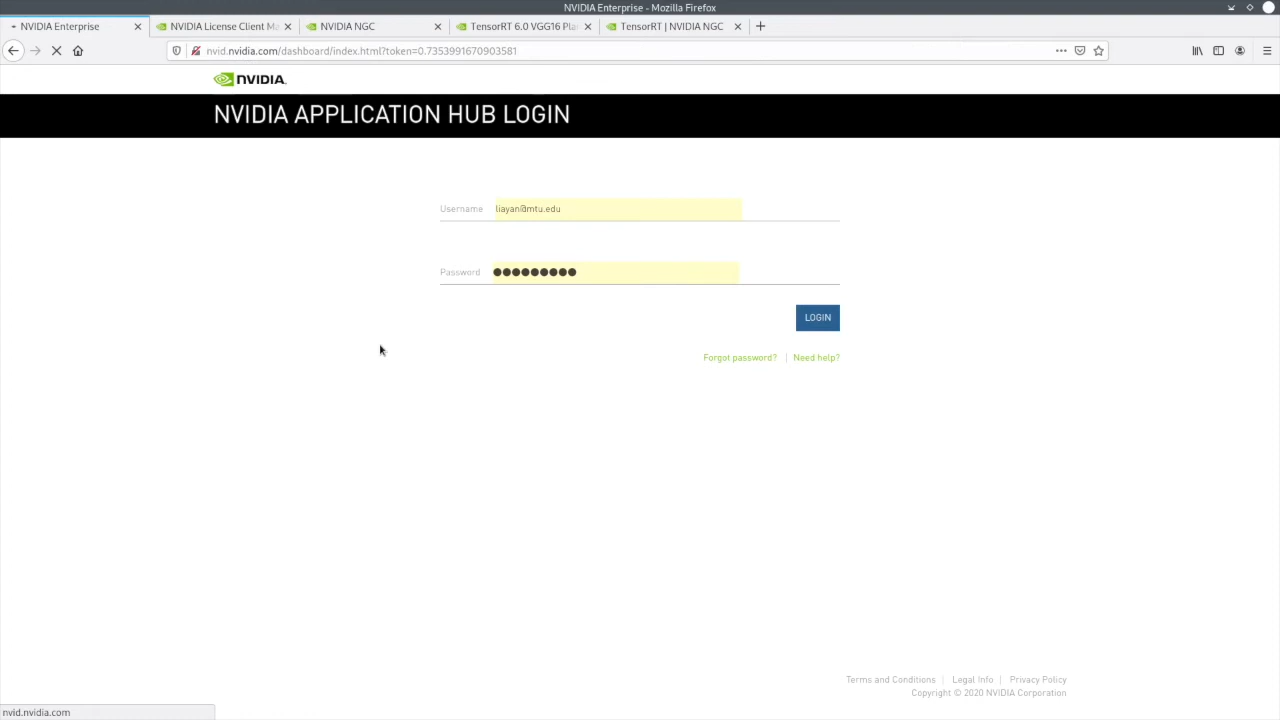 NVIDIA Enterprise - Mozilla Firefox
NVIDIA Enterprise
NVIDIA License Client Ma
NVIDIA NGC
TensorRT 6.0 VGG16 Pla
TensorRT | NVIDIA NGC
nvid.nvidia.com/dashboard/index.html?token=0.7353991670903581
NVIDIA.
NVIDIA APPLICATION HUB LOGIN
Username liayan@mtu.edu
Password
LOGIN
Forgot password? | Need help?
Terms and Conditions | Legal Info | Privacy Policy
Copyright © 2020 NVIDIA Corporation
nvid.nvidia.com